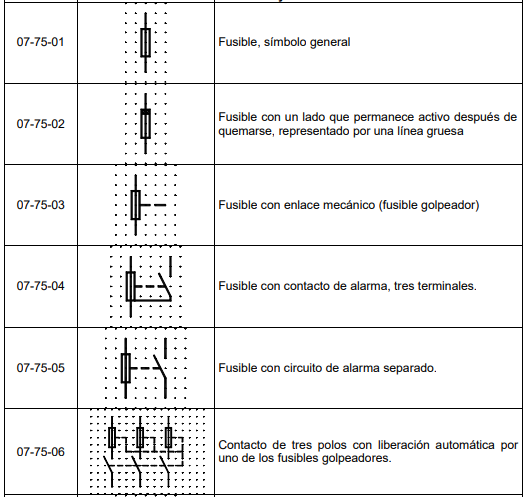 07-75-01
Fusible, símbolo general
07-75-02
Fusible con un lado que permanece activo después de
quemarse, representado por una línea gruesa
07-75-03
Fusible con enlace mecánico (fusible golpeador)
07-75-04
Fusible con contacto de alarma, tres terminales.
07-75-05
Fusible con circuito de alarma separado.
07-75-06
Contacto de tres polos con liberación automática por
uno de los fusibles golpeadores.